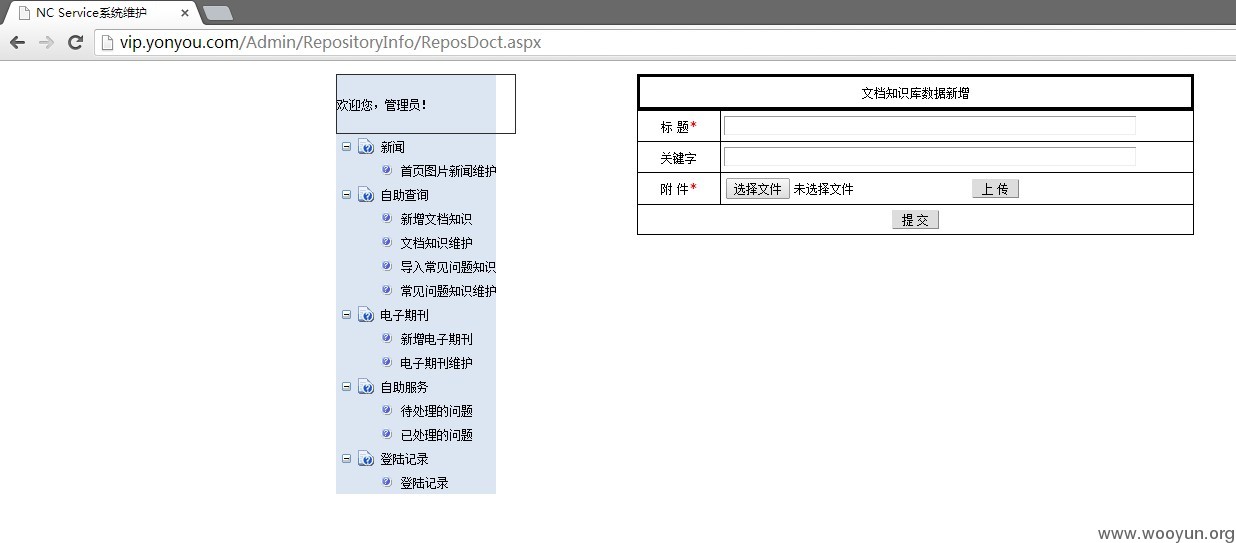 NC Service系统维护
vip.yonyou.com/Admin/RepositoryInfo/ReposDoct.aspx
欢迎您，管理员!
新闻
首页图片新闻维护
自助查询
新增文档知识
文档知识维护
导入常见问题知识
常见问题知识维护
电子期刊
新增电子期刊
电子期刊维护
自助服务
待处理的问题
已处理的问题
登陆记录
登陆记录
文档知识库数据新增
标 题*
关键字
附 件* 选择文件 未选择文件 上 传
提 交
www.wooyun.org